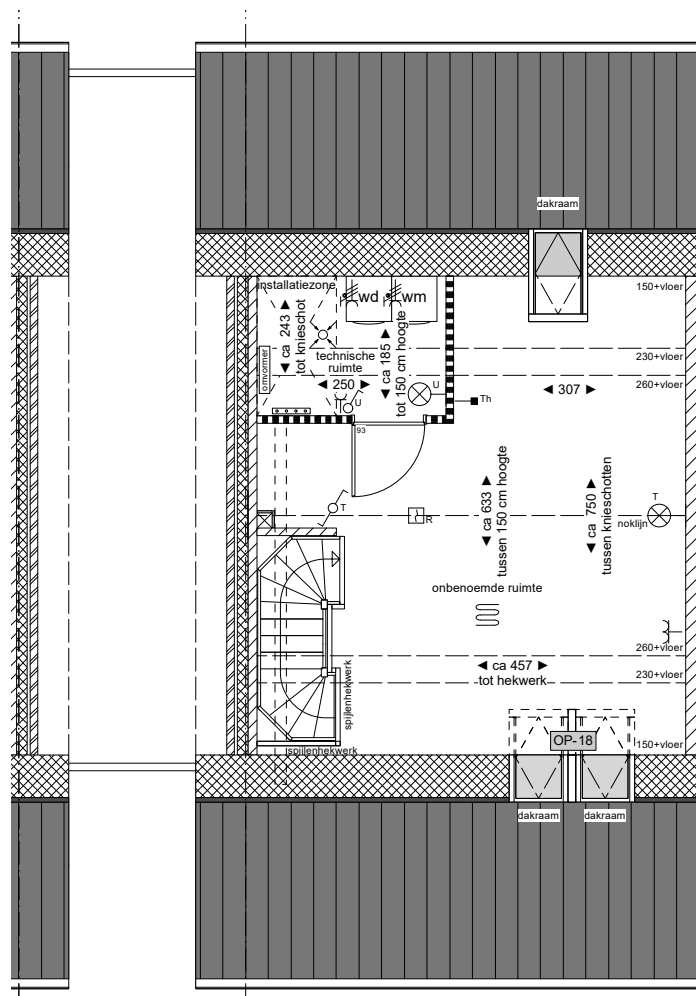 dakraam
installatiezone
wd
wm
150+vloer
◄ ca 243 ►
tot knieschot
◄ ca 185 ►
tot 150 cm hoogte
omvormer
technische
ruimte
◄ 250 ►
U
U
230+vloer
260+vloer
◄ 307 ►
Th
93
T
R
◄ ca 633 ►
tussen 150 cm hoogte
◄ ca 750 ►
tussen knieschotten
T
noklijn
onbenoemde ruimte
260+vloer
◄ ca 457 ►
tot hekwerk
230+vloer
spijlenhekwerk
spijlenhekwerk
OP-18
150+vloer
dakraam
dakraam